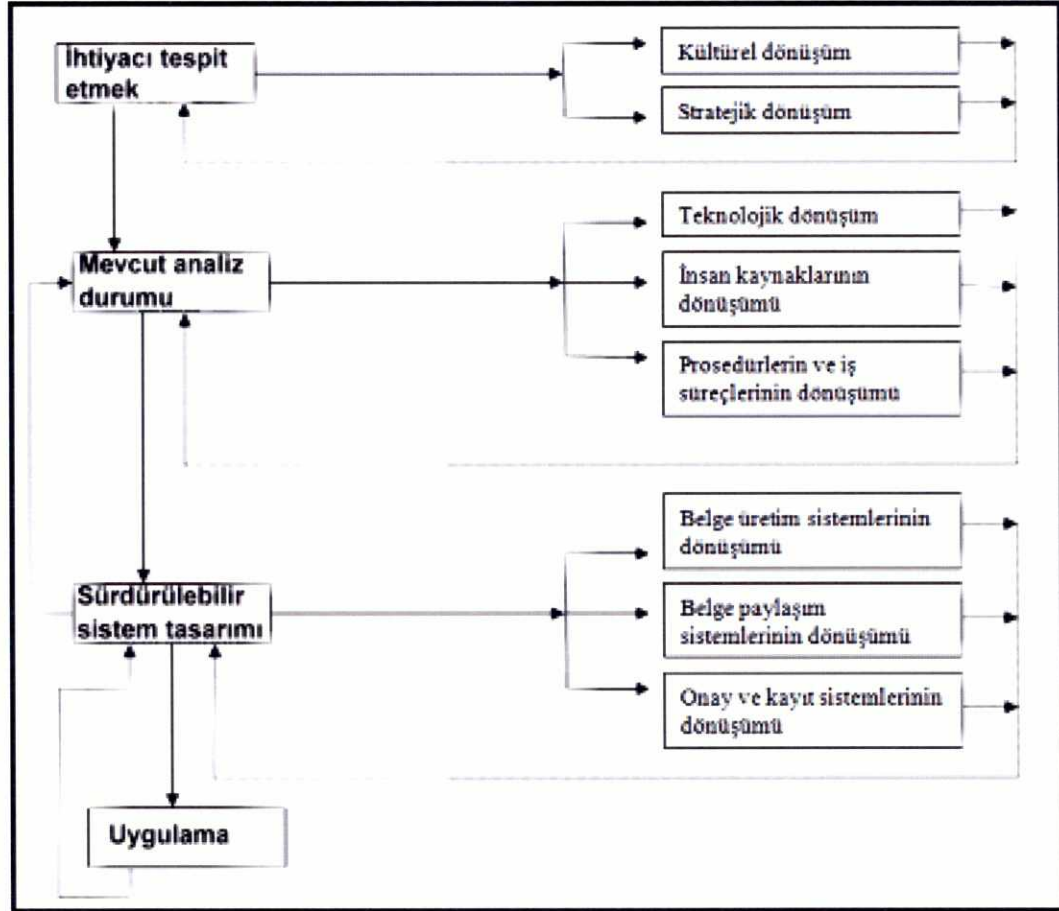 İhtiyacı tespit
etmek
Kültürel dönüşüm
Stratejik dönüşüm
Mevcut analiz
durumu
Teknolojik dönüşüm
İnsan kaynaklarının
dönüşümü
Prosedürlerin ve iş
süreçlerinin dönüşümü
Sürdürülebilir
sistem tasarımı
Belge üretim sistemlerinin
dönüşümü
Belge paylaşım
sistemlerinin dönüşümü
Onay ve kayıt sistemlerinin
dönüşümü
Uygulama